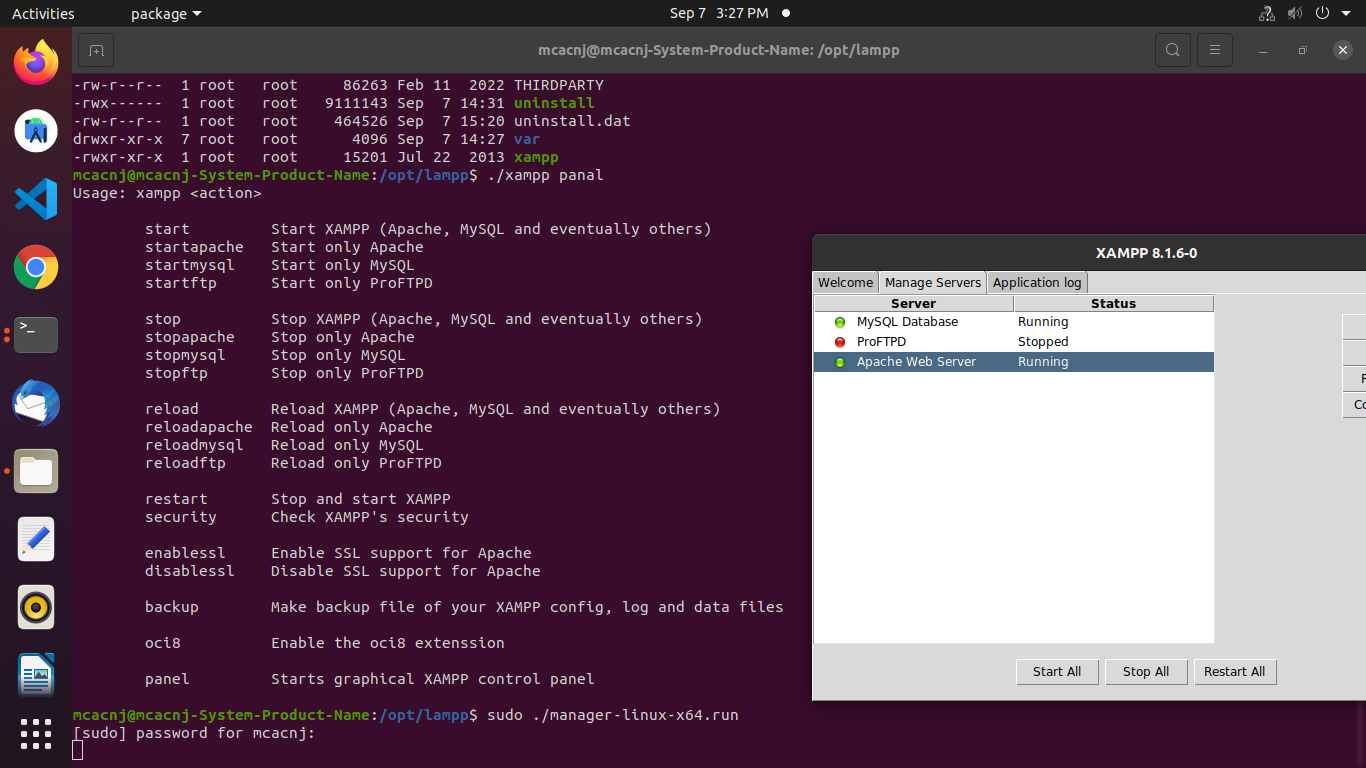 Activities package Sep 7 3:27 PM
mcacnj@mcacnj-System-Product-Name: /opt/lampp
-rw-r--r-- 1 root root 86263 Feb 11 2022 THIRDPARTY
-rwx------ 1 root root 9111143 Sep 7 14:31 uninstall
-rw-r--r-- 1 root root 464526 Sep 7 15:20 uninstall.dat
drwxr-xr-x 7 root root 4096 Sep 7 14:27 var
-rwxr-xr-x 1 root root 15201 Jul 22 2013 xampp
mcacnj@mcacnj-System-Product-Name:/opt/lampp$ ./xampp panal
Usage: xampp <action>
start Start XAMPP (Apache, MySQL and eventually others)
startapache Start only Apache
startmysql Start only MySQL
startftp Start only ProFTPD
stop Stop XAMPP (Apache, MySQL and eventually others)
stopapache Stop only Apache
stopmysql Stop only MySQL
stopftp Stop only ProFTPD
reload Reload XAMPP (Apache, MySQL and eventually others)
reloadapache Reload only Apache
reloadmysql Reload only MySQL
reloadftp Reload only ProFTPD
restart Stop and start XAMPP
security Check XAMPP's security
enablessl Enable SSL support for Apache
disablessl Disable SSL support for Apache
backup Make backup file of your XAMPP config, log and data files
oci8 Enable the oci8 extenssion
panel Starts graphical XAMPP control panel
mcacnj@mcacnj-System-Product-Name:/opt/lampp$ sudo ./manager-linux-x64.run
[sudo] password for mcacnj:
XAMPP 8.1.6-0
Welcome Manage Servers Application log
Server Status
MySQL Database Running
ProFTPD Stopped
Apache Web Server Running
Start All Stop All Restart All